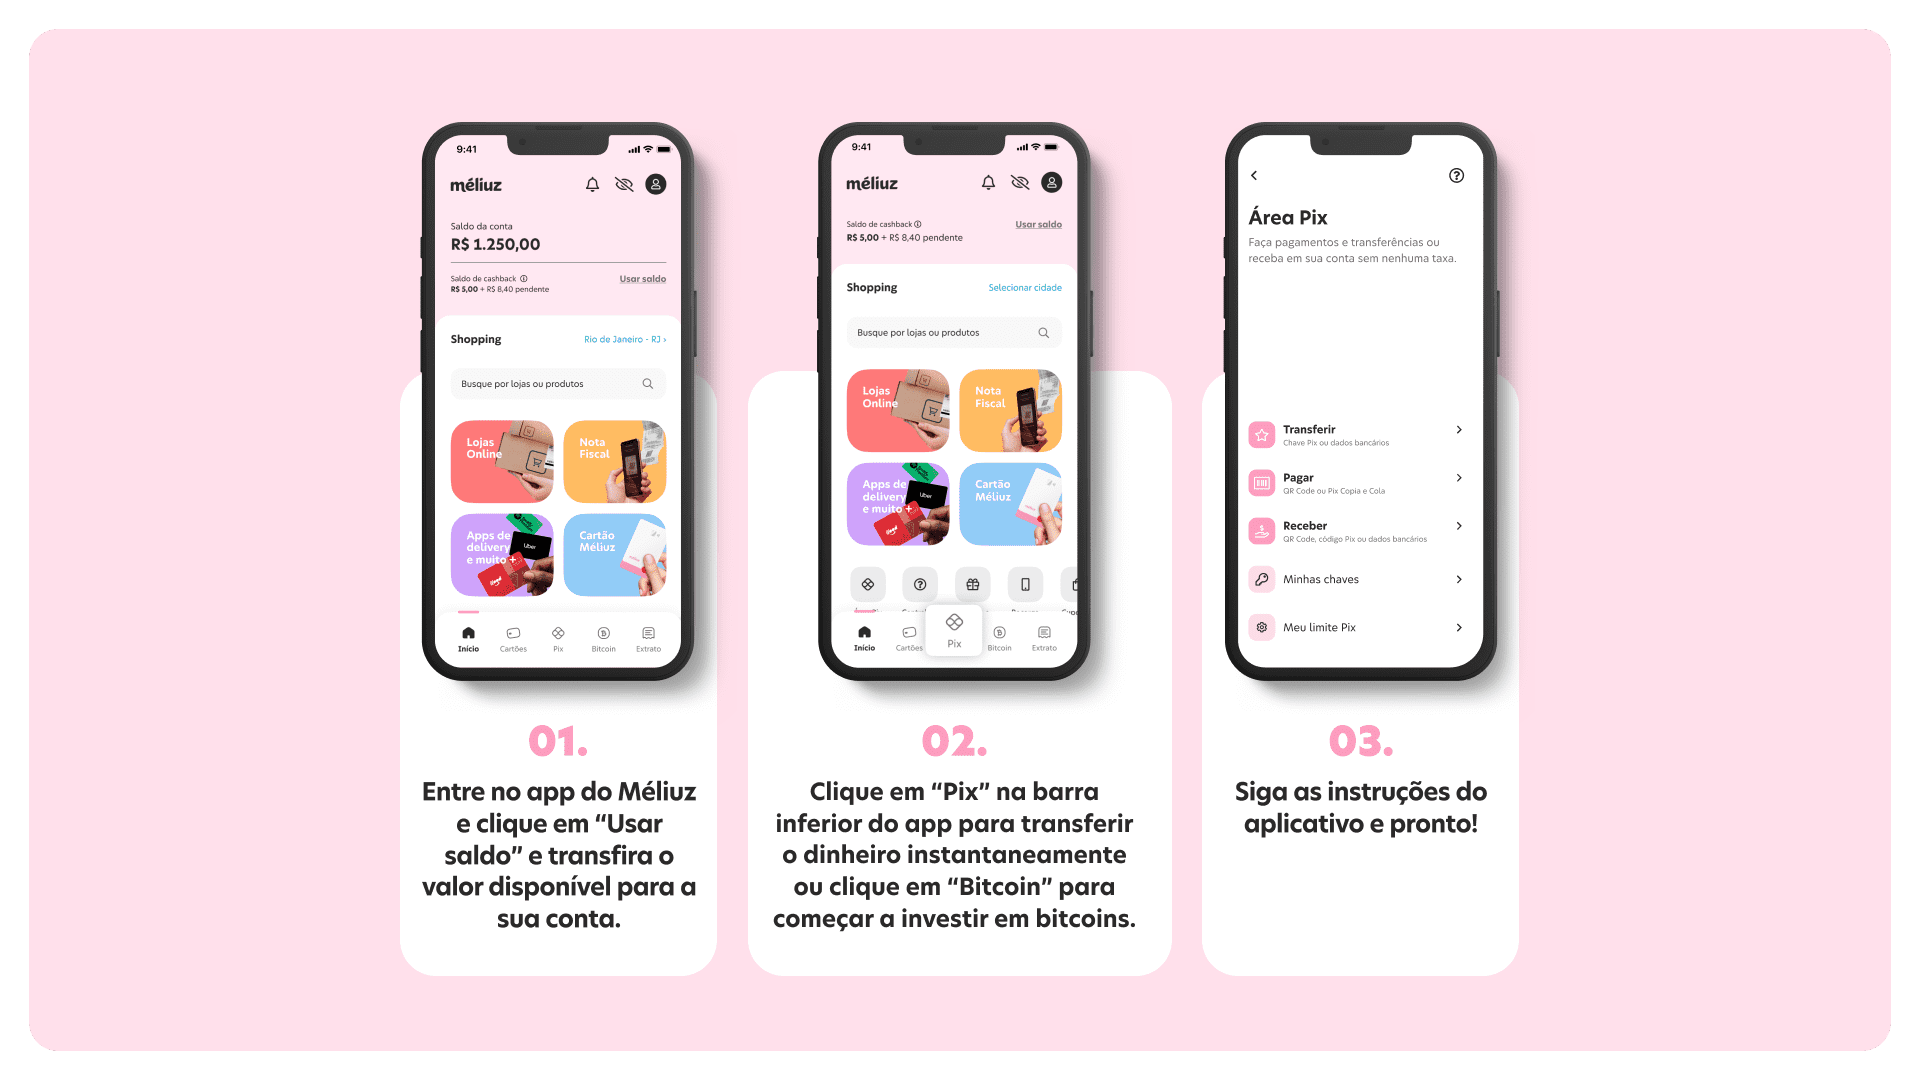 9:41
méliuz
Saldo da conta
R$ 1.250,00
Saldo de cashback
Usar saldo
R$ 5,00 + R$ 8,40 pendente
Shopping
Rio de Janeiro - RJ ›
Busque por lojas ou produtos
Lojas
Online
Nota
Fiscal
Apps de
delivery
e muito +
Uber
Cartão
Méliuz
Início
Cartões
Pix
Bitcoin
Extrato
01.
Entre no app do Méliuz
e clique em “Usar
saldo” e transfira o
valor disponível para a
sua conta.
9:41
méliuz
Saldo de cashback
Usar saldo
R$ 5,00 + R$ 8,40 pendente
Shopping
Selecionar cidade
Busque por lojas ou produtos
Lojas
Online
Nota
Fiscal
Apps de
delivery
e muito +
Uber
Cartão
Méliuz
Início
Cartões
Pix
Bitcoin
Extrato
02.
Clique em “Pix” na barra
inferior do app para transferir
o dinheiro instantaneamente
ou clique em “Bitcoin” para
começar a investir em bitcoins.
Área Pix
Faça pagamentos e transferências ou
receba em sua conta sem nenhuma taxa.
Transferir
Chave Pix ou dados bancários
Pagar
QR Code ou Pix Copia e Cola
Receber
QR Code, código Pix ou dados bancários
Minhas chaves
Meu limite Pix
03.
Siga as instruções do
aplicativo e pronto!